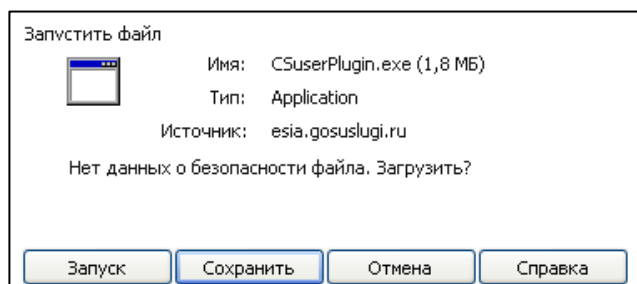 Запустить файл
Имя: CSuserPlugin.exe (1,8 МБ)
Тип: Application
Источник: esia.gosuslugi.ru
Нет данных о безопасности файла. Загрузить?
Запуск Сохранить Отмена Справка